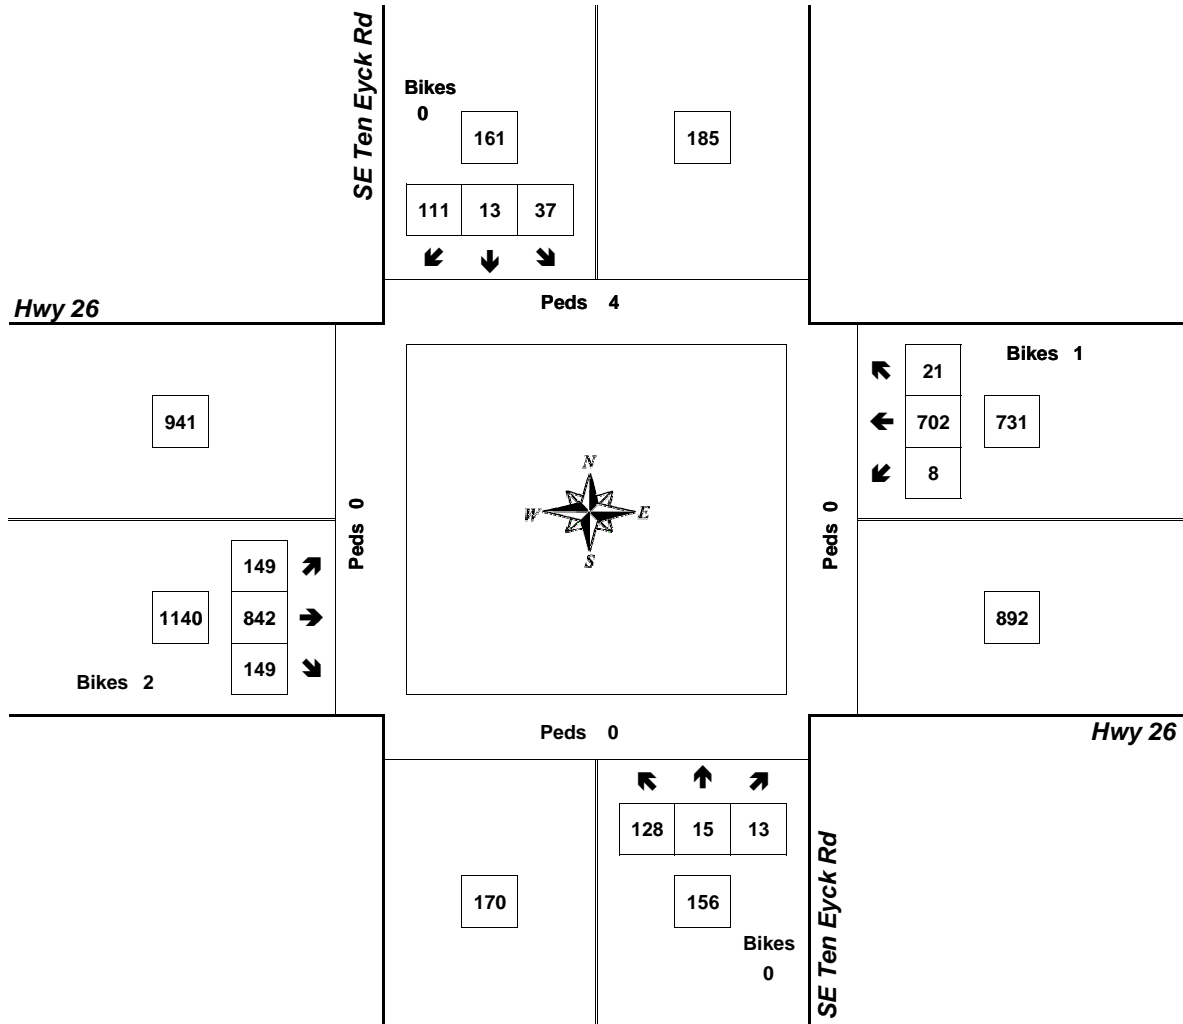 SE Ten Eyck Rd
Bikes
0
161
185
111 13 37
Hwy 26
Peds 4
Bikes 1
21
941
702 731
8
N
W E
S
Peds 0
Peds 0
149
1140 842
892
149
Bikes 2
Peds 0
Hwy 26
128 15 13
SE Ten Eyck Rd
170
156
Bikes
0